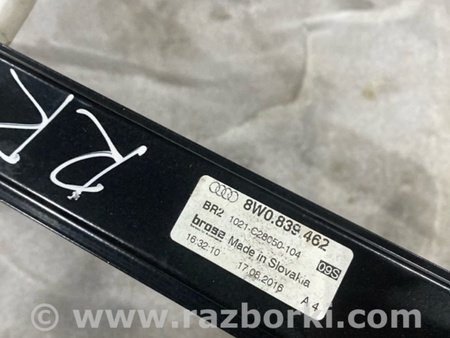 RK
8W0.839.462
BR2 1021-C28050-104
brose Made in Slovakia
09S
16:32-10 17.08.2016 A4
www.razborki.com